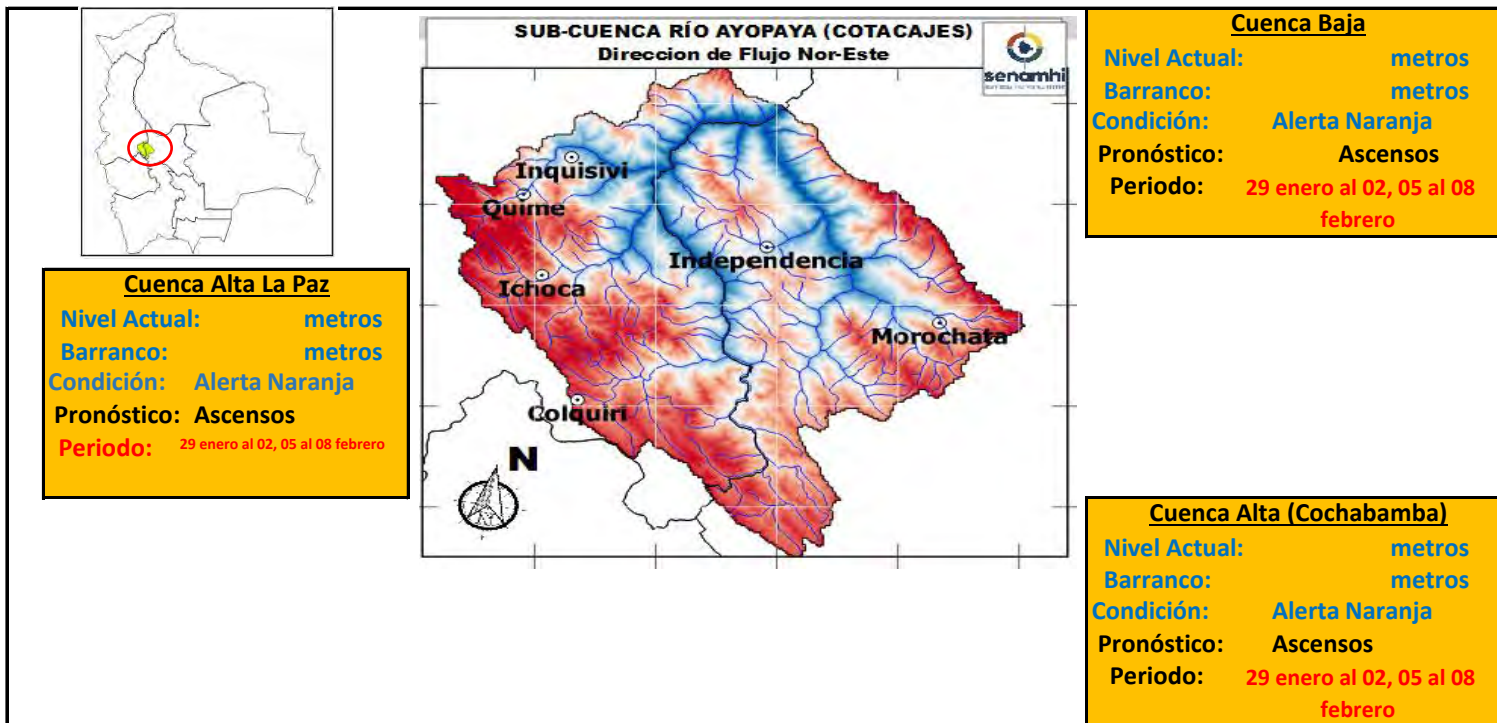 SUB-CUENCA RÍO AYOPAYA (COTACAJES)
Direccion de Flujo Nor-Este
senamhi
Inquisivi
Quime
Independencia
Ichoca
Morochata
Colquiri
N
Cuenca Alta La Paz
Nivel Actual: metros
Barranco: metros
Condición: Alerta Naranja
Pronóstico: Ascensos
Periodo: 29 enero al 02, 05 al 08 febrero
Cuenca Baja
Nivel Actual: metros
Barranco: metros
Condición: Alerta Naranja
Pronóstico: Ascensos
Periodo: 29 enero al 02, 05 al 08
febrero
Cuenca Alta (Cochabamba)
Nivel Actual: metros
Barranco: metros
Condición: Alerta Naranja
Pronóstico: Ascensos
Periodo: 29 enero al 02, 05 al 08
febrero